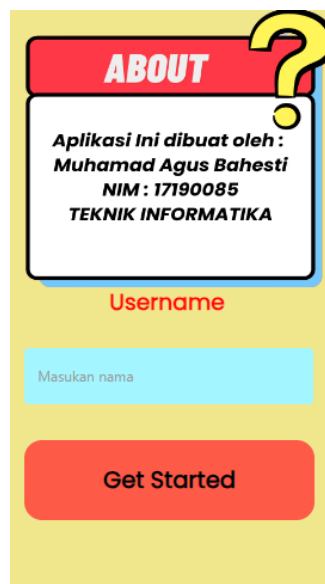 ABOUT
?
Aplikasi Ini dibuat oleh :
Muhamad Agus Bahesti
NIM : 17190085
TEKNIK INFORMATIKA
Username
Masukan nama
Get Started